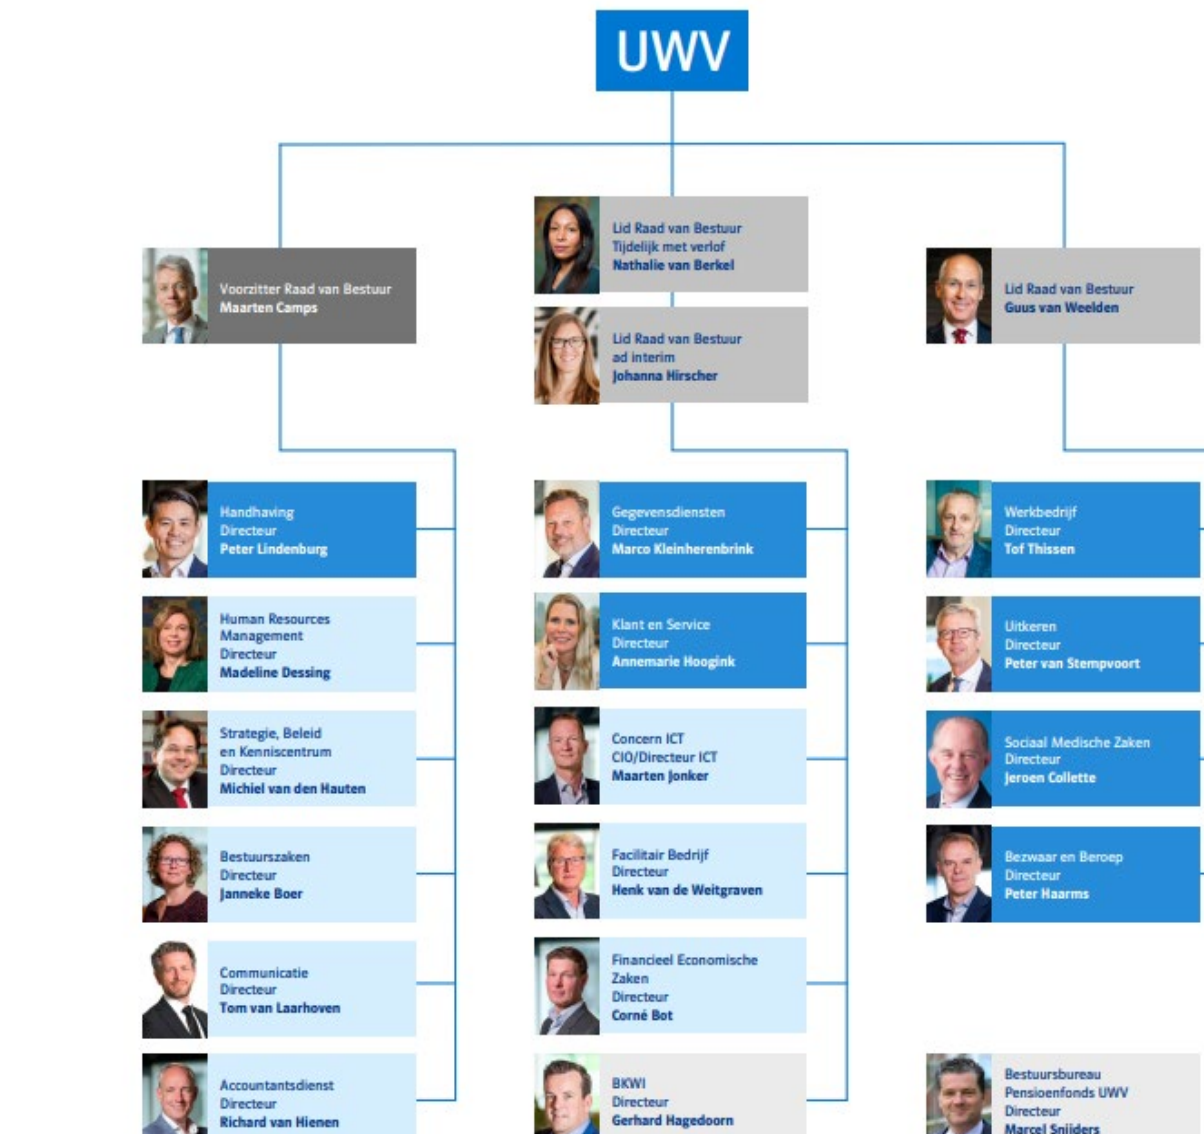 UWV
Voorzitter Raad van Bestuur
Maarten Camps
Lid Raad van Bestuur
Tijdelijk met verlof
Nathalie van Berkel
Lid Raad van Bestuur
ad interim
Johanna Hirscher
Lid Raad van Bestuur
Guus van Weelden
Handhaving
Directeur
Peter Lindenburg
Human Resources
Management
Directeur
Madeline Dessing
Strategie, Beleid
en Kenniscentrum
Directeur
Michiel van den Hauten
Bestuurszaken
Directeur
Janneke Boer
Communicatie
Directeur
Tom van Laarhoven
Accountantsdienst
Directeur
Richard van Hienen
Gegevensdiensten
Directeur
Marco Kleinherenbrink
Klant en Service
Directeur
Annemarie Hoogink
Concern ICT
CIO/Directeur ICT
Maarten Jonker
Facilitair Bedrijf
Directeur
Henk van de Weitgraven
Financieel Economische
Zaken
Directeur
Corné Bot
BKWI
Directeur
Gerhard Hagedoorn
Werkbedrijf
Directeur
Tof Thissen
Uitkeren
Directeur
Peter van Stempvoort
Sociaal Medische Zaken
Directeur
Jeroen Collette
Bezwaar en Beroep
Directeur
Peter Haarms
Bestuursbureau
Pensioenfonds UWV
Directeur
Marcel Snijders